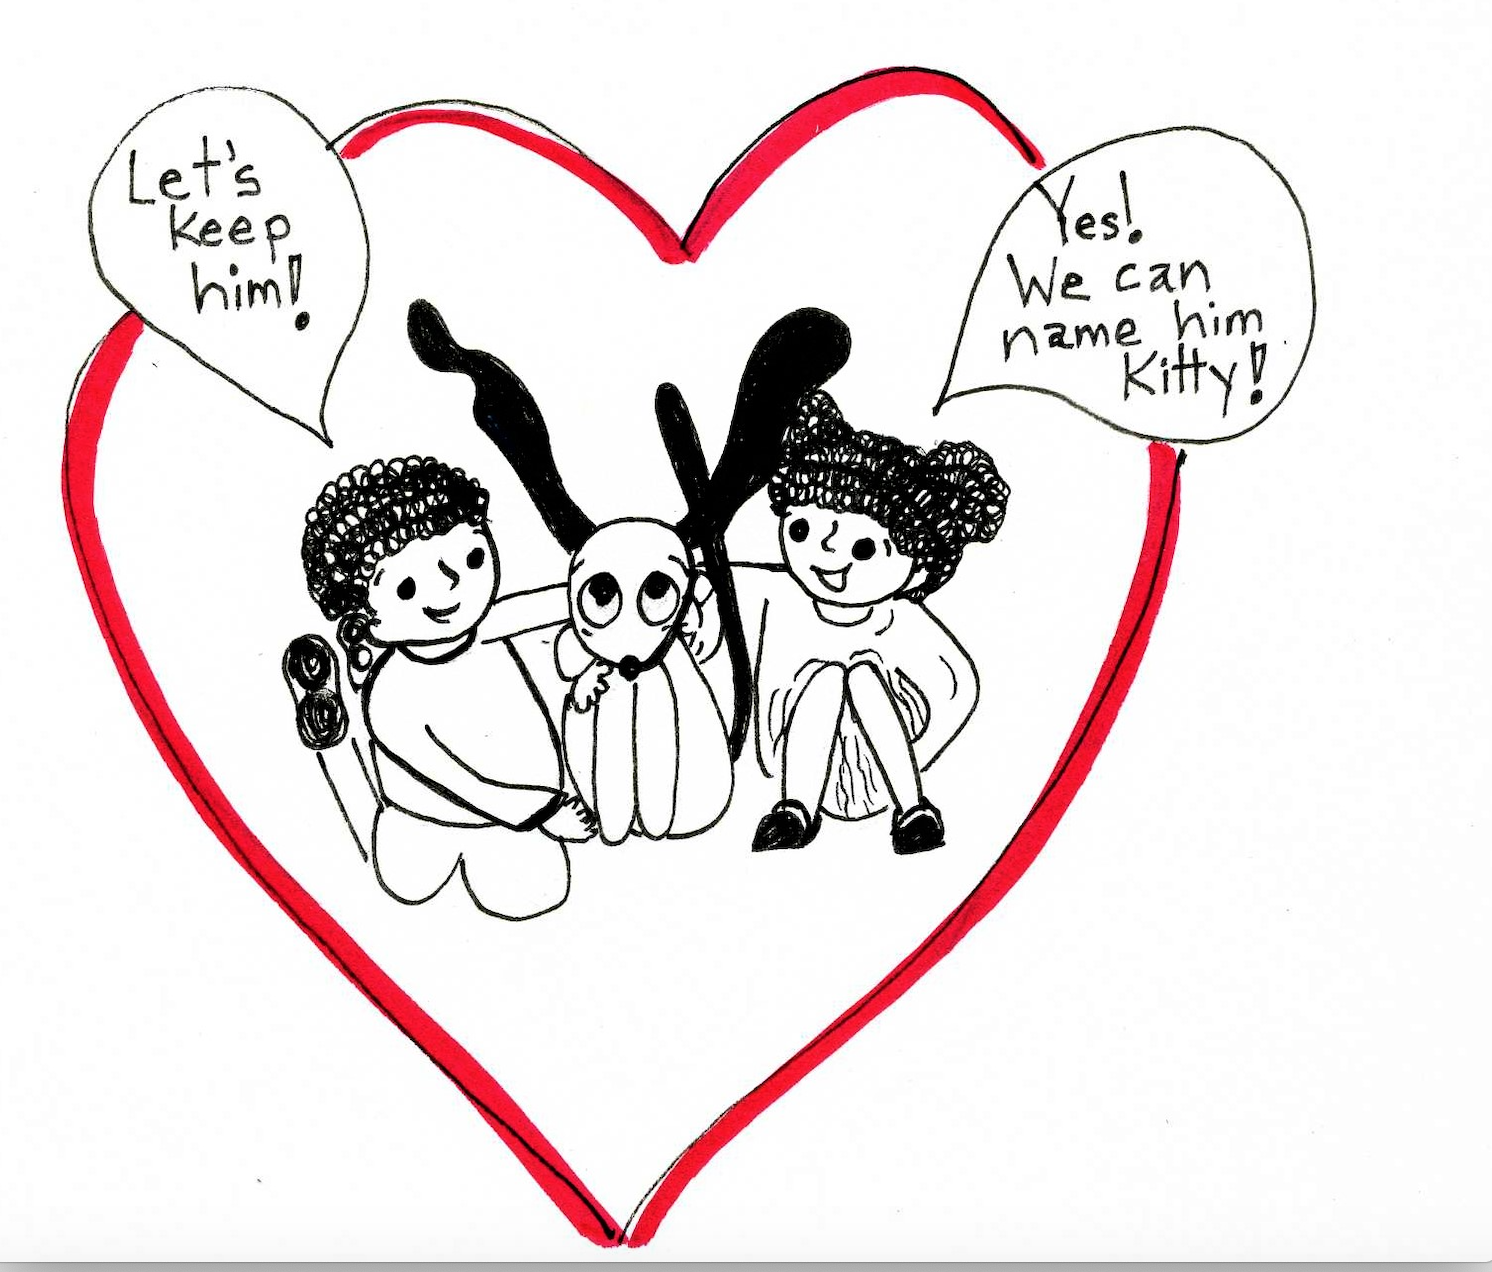 Let's
keep
him!
Yes!
We can
name him
Kitty!